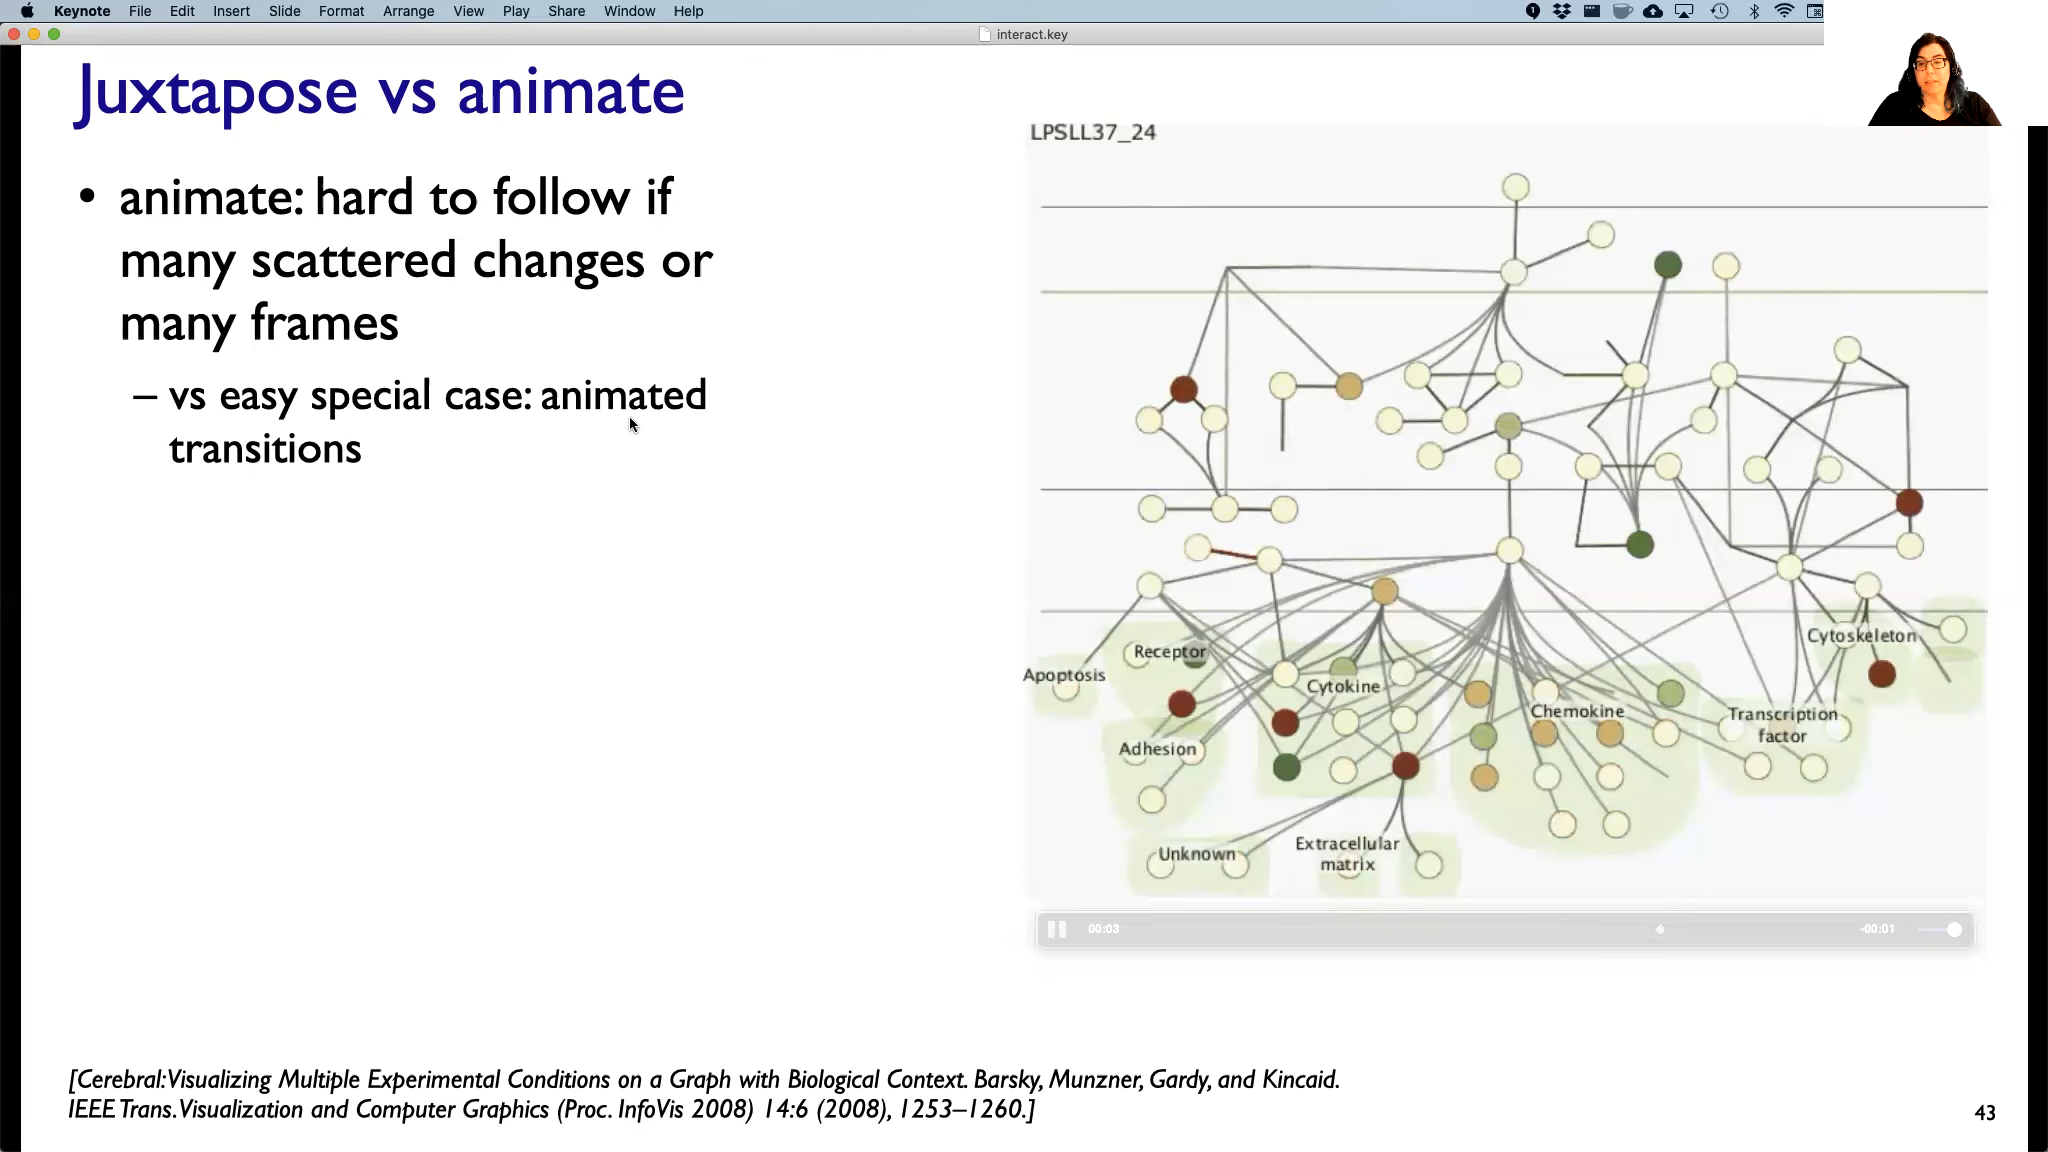 Keynote File Edit Insert Slide Format Arrange View Play Share Window Help
interact.key
Juxtapose vs animate
• animate: hard to follow if
many scattered changes or
many frames
– vs easy special case: animated
transitions
LPSLL37_24
Receptor
Cytoskeleton
Apoptosis
Cytokine
Chemokine
Transcription
factor
Adhesion
Unknown
Extracellular
matrix
00:03 -00:01
[Cerebral: Visualizing Multiple Experimental Conditions on a Graph with Biological Context. Barsky, Munzner, Gardy, and Kincaid.
IEEE Trans. Visualization and Computer Graphics (Proc. InfoVis 2008) 14:6 (2008), 1253–1260.]
43